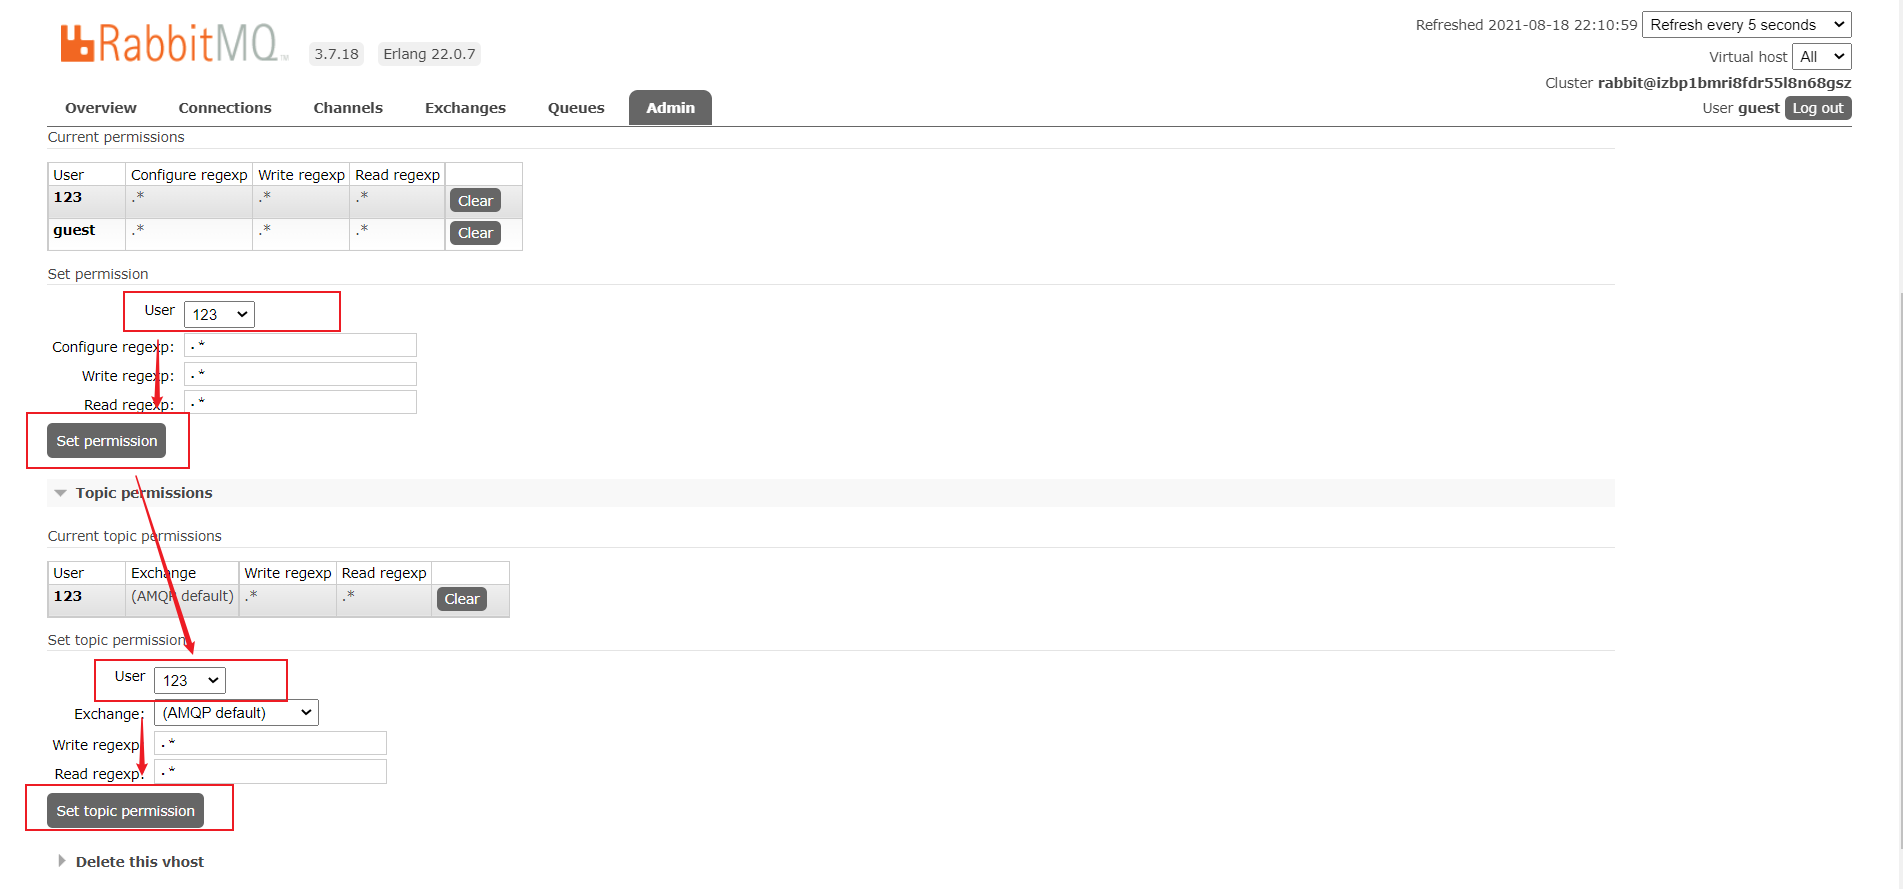 RabbitMQ™ 3.7.18 Erlang 22.0.7
Refreshed 2021-08-18 22:10:59 Refresh every 5 seconds
Virtual host All
Cluster rabbit@izbp1bmri8fdr55l8n68gsz
User guest Log out
Overview Connections Channels Exchanges Queues Admin
Current permissions
User Configure regexp Write regexp Read regexp
123 .* .* .* Clear
guest .* .* .* Clear
Set permission
User 123
Configure regexp: .*
Write regexp: .*
Read regexp: .*
Set permission
Topic permissions
Current topic permissions
User Exchange Write regexp Read regexp
123 (AMQP default) .* .* Clear
Set topic permission
User 123
Exchange: (AMQP default)
Write regexp: .*
Read regexp: .*
Set topic permission
Delete this vhost